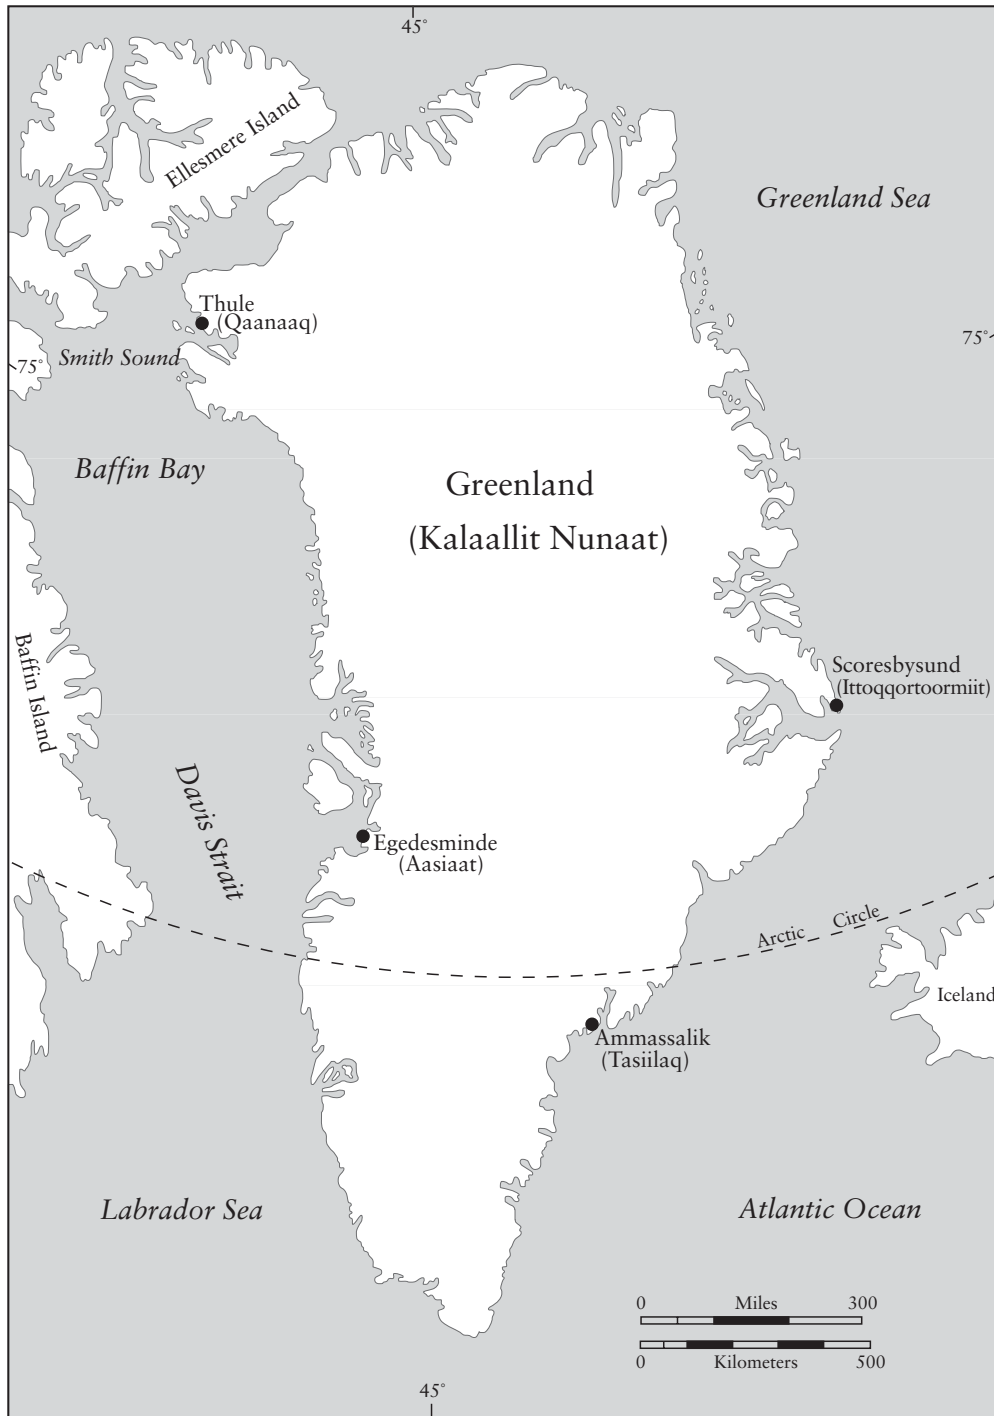 45°
Ellesmere Island
Greenland Sea
Thule
(Qaanaaq)
75°
Smith Sound
75°
Baffin Bay
Greenland
(Kalaallit Nunaat)
Baffin Island
Scoresbysund
(Ittoqqortoormiit)
Davis Strait
Egedesminde
(Aasiaat)
Arctic Circle
Iceland
Ammassalik
(Tasiilaq)
Labrador Sea
Atlantic Ocean
0 Miles 300
0 Kilometers 500
45°